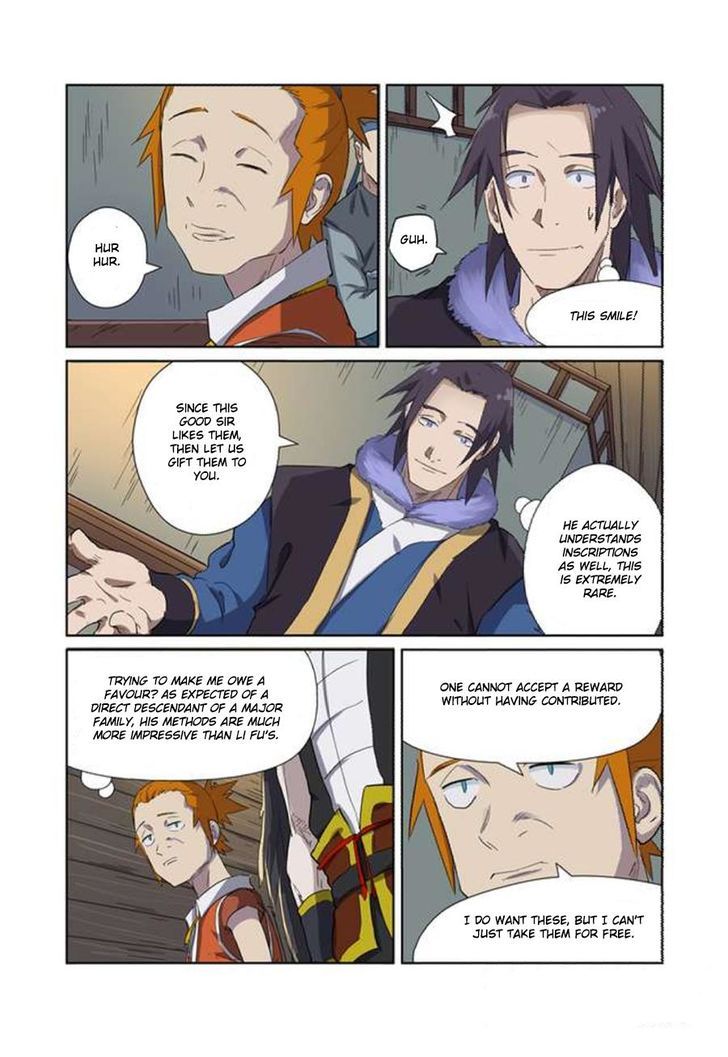 HUR
HUR.
GUH.
THIS SMILE!
SINCE THIS
GOOD SIR
LIKES THEM,
THEN LET US
GIFT THEM TO
YOU.
HE ACTUALLY
UNDERSTANDS
INSCRIPTIONS
AS WELL, THIS
IS EXTREMELY
RARE.
TRYING TO MAKE ME OWE A
FAVOUR? AS EXPECTED OF A
DIRECT DESCENDANT OF A MAJOR
FAMILY, HIS METHODS ARE MUCH
MORE IMPRESSIVE THAN LI FU'S.
ONE CANNOT ACCEPT A REWARD
WITHOUT HAVING CONTRIBUTED.
I DO WANT THESE, BUT I CAN'T
JUST TAKE THEM FOR FREE.